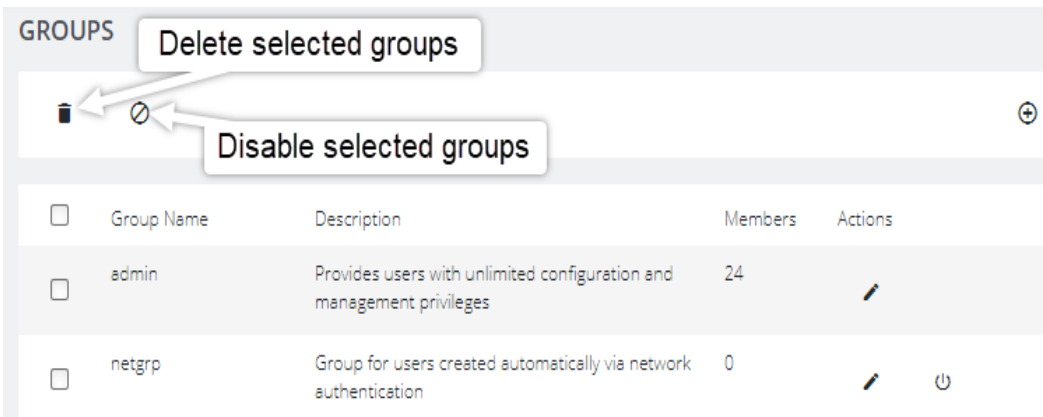 GROUPS
Delete selected groups
Disable selected groups
Group Name Description Members Actions
admin Provides users with unlimited configuration and 24
management privileges
netgrp Group for users created automatically via network 0
authentication